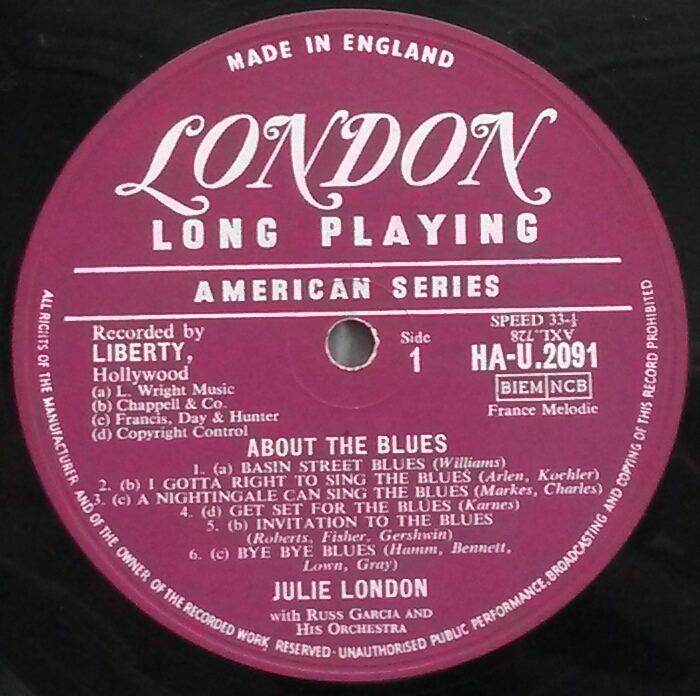 MADE IN ENGLAND
LONDON
LONG PLAYING
AMERICAN SERIES
Recorded by
LIBERTY,
Hollywood
(a) L. Wright Music
(b) Chappell & Co.
(c) Francis, Day & Hunter
(d) Copyright Control
Side
1
SPEED 33-⅓
AXL.728
HA-U.2091
BIEM NCB
France Melodie
ABOUT THE BLUES
1. (a) BASIN STREET BLUES (Williams)
2. (b) I GOTTA RIGHT TO SING THE BLUES (Arlen, Koehler)
3. (c) A NIGHTINGALE CAN SING THE BLUES (Markes, Charles)
4. (d) GET SET FOR THE BLUES (Karnes)
5. (b) INVITATION TO THE BLUES
(Roberts, Fisher, Gershwin)
6. (c) BYE BYE BLUES (Hamm, Bennett,
Lown, Gray)
JULIE LONDON
with RUSS GARCIA AND
HIS ORCHESTRA
ALL RIGHTS OF THE MANUFACTURER AND OF THE OWNER OF THE RECORDED WORK RESERVED · UNAUTHORISED PUBLIC PERFORMANCE, BROADCASTING AND COPYING OF THIS RECORD PROHIBITED